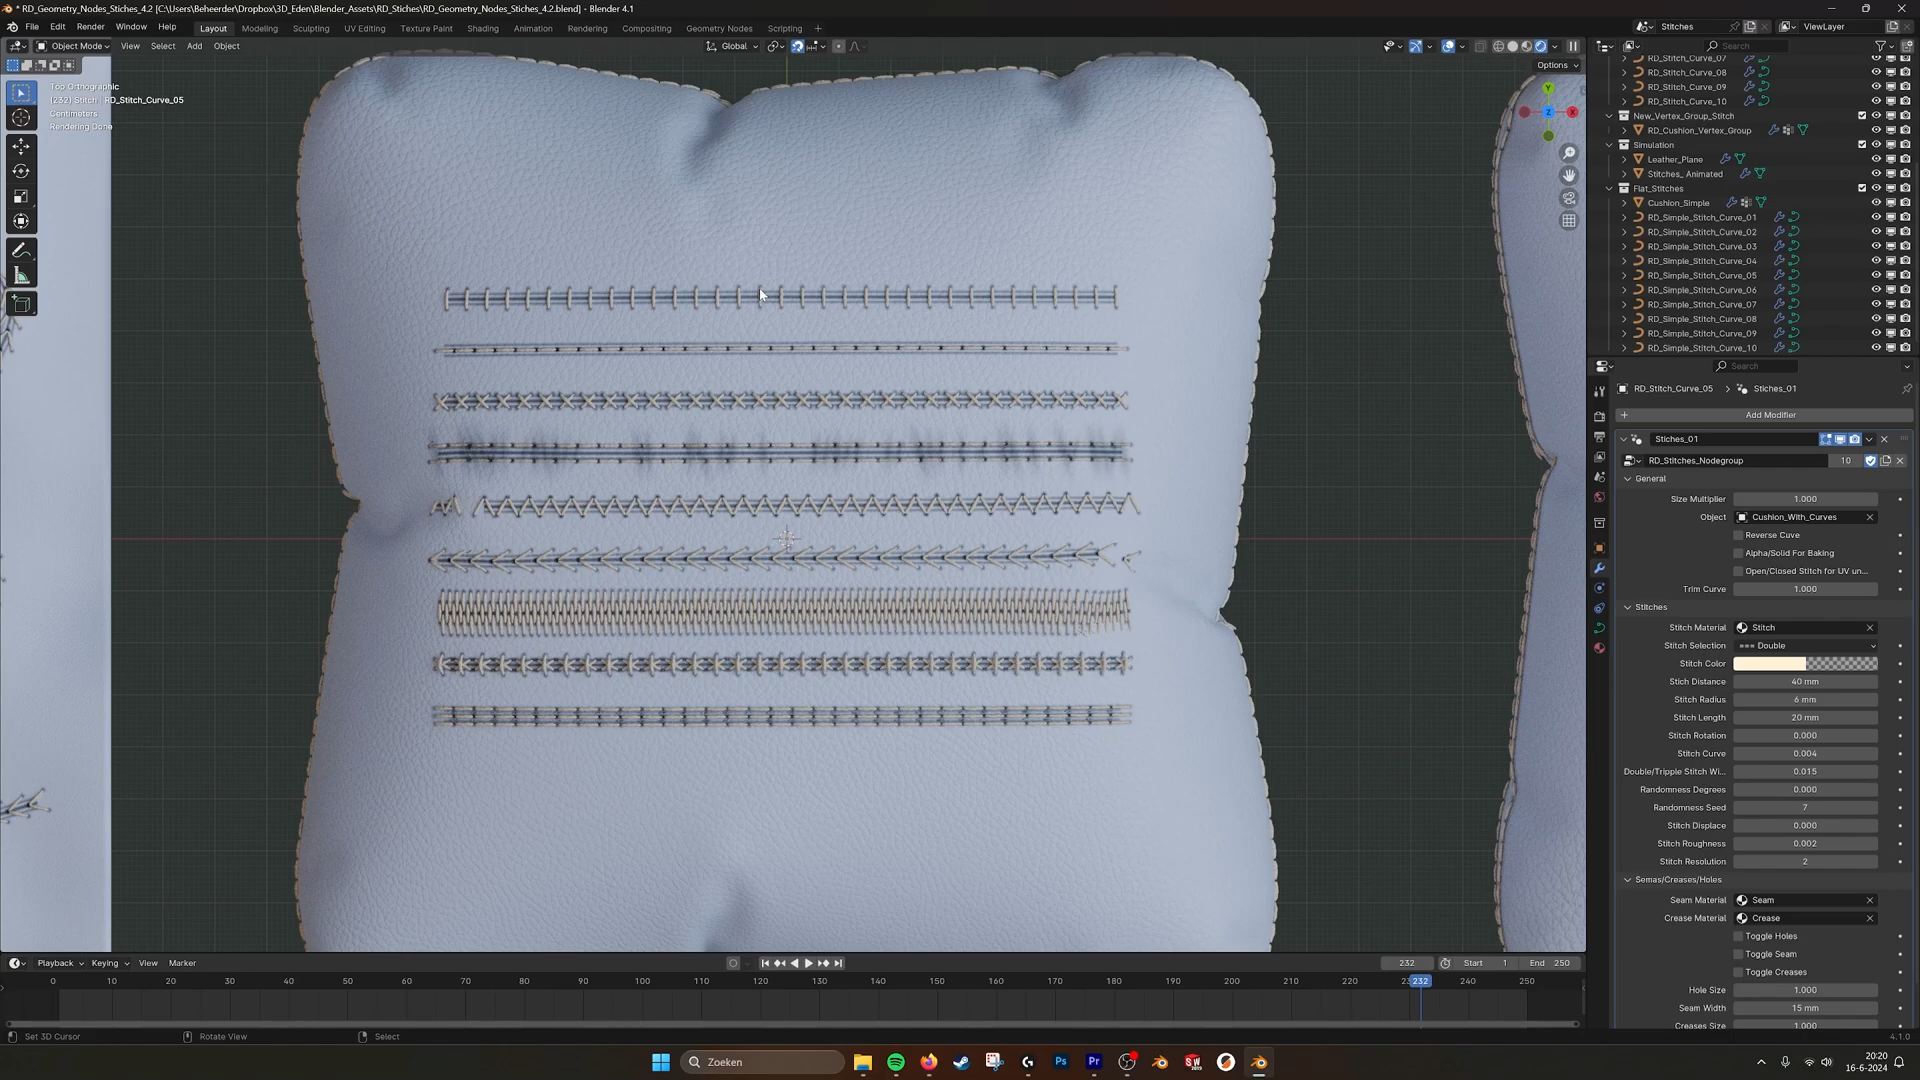 * RD_Geometry_Nodes_Stiches_4.2 [C:\Users\Beheerder\Dropbox\3D_Eden\Blender_Assets\RD_Stiches\RD_Geometry_Nodes_Stiches_4.2.blend] - Blender 4.1
File Edit Render Window Help
Layout Modeling Sculpting UV Editing Texture Paint Shading Animation Rendering Compositing Geometry Nodes Scripting +
Stitches
ViewLayer
Object Mode View Select Add Object
Global
Search
Options
Top Orthographic
(232) Stitch | RD_Stitch_Curve_05
Centimeters
Rendering Done
Y
Z
X
RD_Stitch_Curve_07
RD_Stitch_Curve_08
RD_Stitch_Curve_09
RD_Stitch_Curve_10
New_Vertex_Group_Stitch
RD_Cushion_Vertex_Group
Simulation
Leather_Plane
Stitches_ Animated
Flat_Stitches
Cushion_Simple
RD_Simple_Stitch_Curve_01
RD_Simple_Stitch_Curve_02
RD_Simple_Stitch_Curve_03
RD_Simple_Stitch_Curve_04
RD_Simple_Stitch_Curve_05
RD_Simple_Stitch_Curve_06
RD_Simple_Stitch_Curve_07
RD_Simple_Stitch_Curve_08
RD_Simple_Stitch_Curve_09
RD_Simple_Stitch_Curve_10
Search
RD_Stitch_Curve_05 > Stiches_01
+ Add Modifier
Stiches_01
RD_Stitches_Nodegroup 10
General
Size Multiplier 1.000
Object Cushion_With_Curves
Reverse Cuve
Alpha/Solid For Baking
Open/Closed Stitch for UV un...
Trim Curve 1.000
Stitches
Stitch Material Stitch
Stitch Selection === Double
Stitch Color
Stich Distance 40 mm
Stitch Radius 6 mm
Stitch Length 20 mm
Stitch Rotation 0.000
Stitch Curve 0.004
Double/Tripple Stitch Wi... 0.015
Randomness Degrees 0.000
Randomness Seed 7
Stitch Displace 0.000
Stitch Roughness 0.002
Stitch Resolution 2
Semas/Creases/Holes
Seam Material Seam
Crease Material Crease
Toggle Holes
Toggle Seam
Toggle Creases
Hole Size 1.000
Seam Width 15 mm
Creases Size 1.000
Playback Keying View Marker
232 Start 1 End 250
0 10 20 30 40 50 60 70 80 90 100 110 120 130 140 150 160 170 180 190 200 210 220 232 240 250
Set 3D Cursor Rotate View Select
4.1.0
Zoeken
Ps
Pr
SW
20:20
16-6-2024